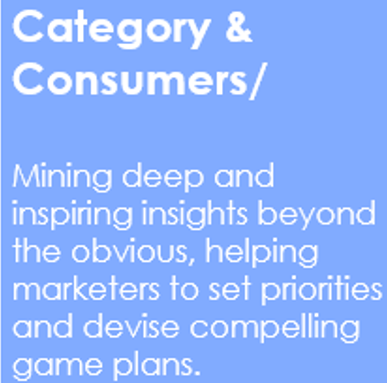 Category &
Consumers/
Mining deep and
inspiring insights beyond
the obvious, helping
marketers to set priorities
and devise compelling
game plans.